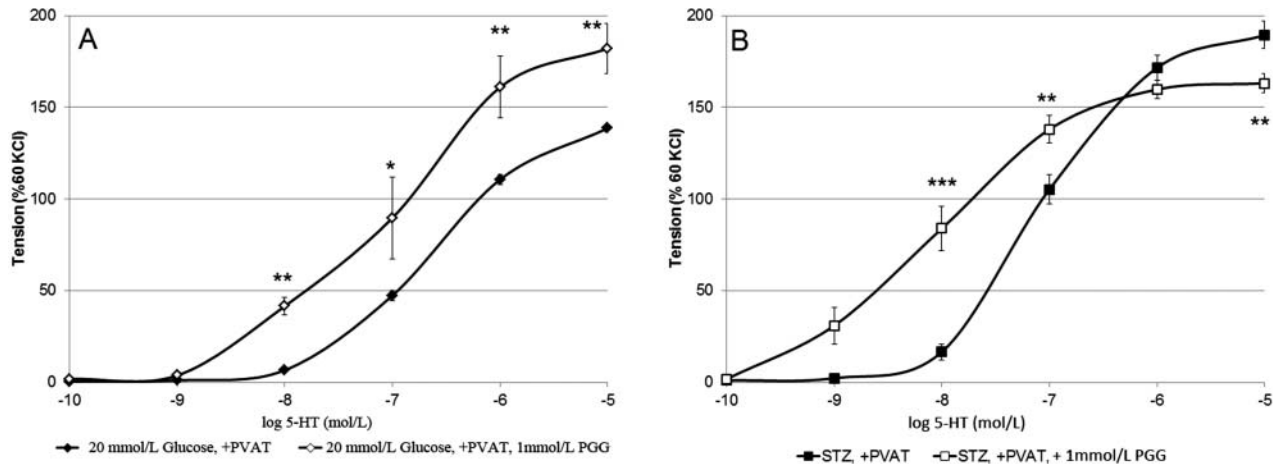 A
Tension (%60 KCl)
200
150
100
50
0
**
*
**
**
-10
-9
-8
-7
-6
-5
log 5-HT (mol/L)
20 mmol/L Glucose, +PVAT
20 mmol/L Glucose, +PVAT, 1mmol/L PGG
B
Tension (% 60 KCl)
200
150
100
50
0
***
**
**
-10
-9
-8
-7
-6
-5
log 5-HT (mol/L)
STZ, +PVAT
STZ, +PVAT, + 1mmol/L PGG